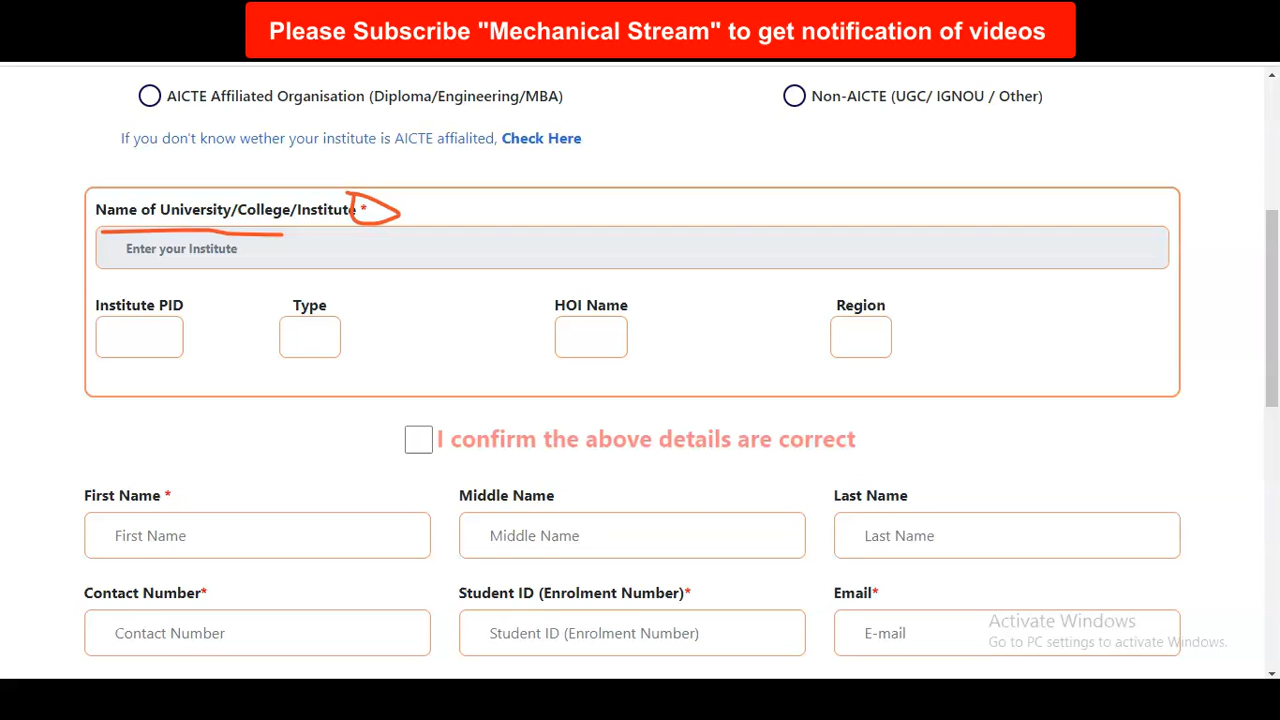 Please Subscribe "Mechanical Stream" to get notification of videos
AICTE Affiliated Organisation (Diploma/Engineering/MBA)
Non-AICTE (UGC/ IGNOU / Other)
If you don't know wether your institute is AICTE affialited, Check Here
Name of University/College/Institute *
Enter your Institute
Institute PID
Type
HOI Name
Region
I confirm the above details are correct
First Name *
Middle Name
Last Name
First Name
Middle Name
Last Name
Contact Number*
Student ID (Enrolment Number)*
Email*
Contact Number
Student ID (Enrolment Number)
E-mail
Activate Windows
Go to PC settings to activate Windows.